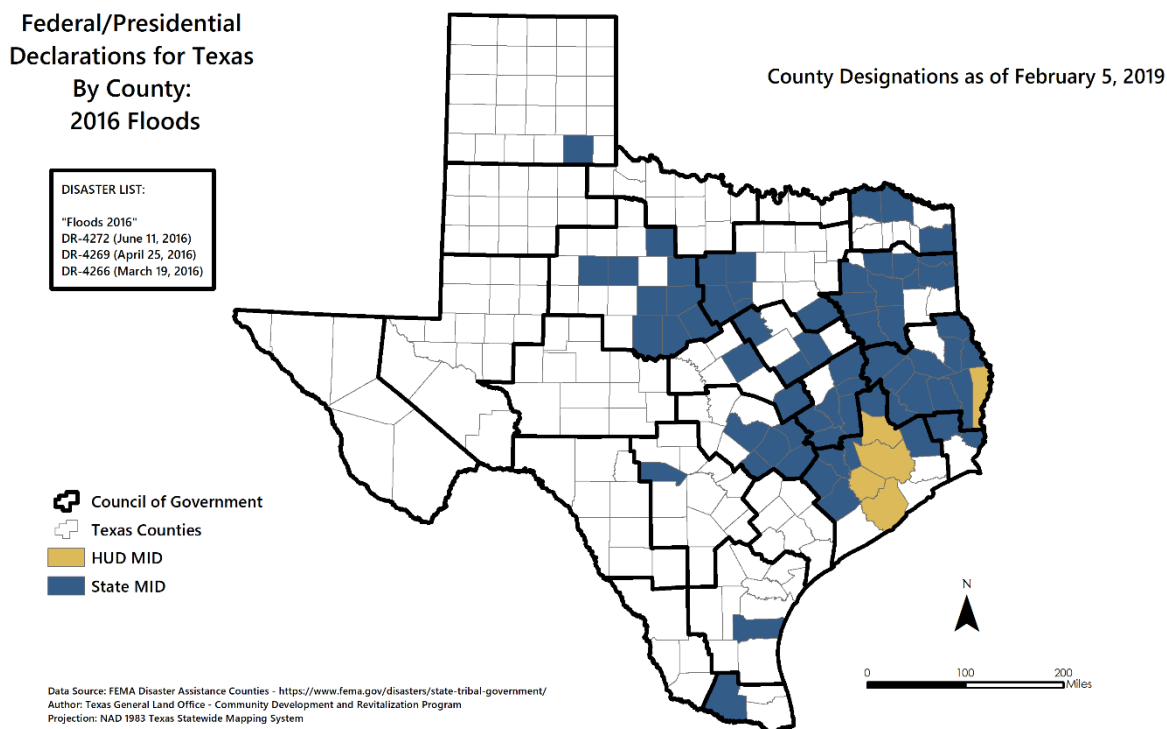 Federal/Presidential
Declarations for Texas
By County:
2016 Floods
County Designations as of February 5, 2019
DISASTER LIST:
"Floods 2016"
DR-4272 (June 11, 2016)
DR-4269 (April 25, 2016)
DR-4266 (March 19, 2016)
Council of Government
Texas Counties
HUD MID
State MID
N
0 100 200
Miles
Data Source: FEMA Disaster Assistance Counties - https://www.fema.gov/disasters/state-tribal-government/
Author: Texas General Land Office - Community Development and Revitalization Program
Projection: NAD 1983 Texas Statewide Mapping System